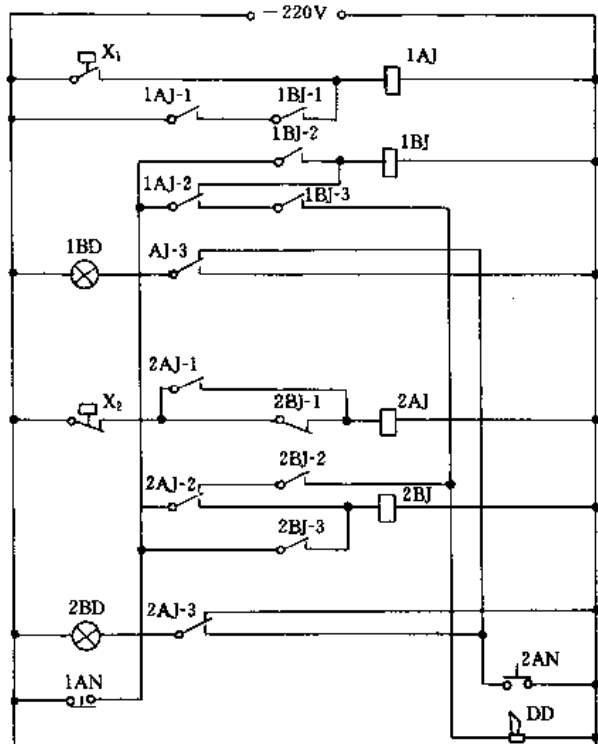 －220V
X₁
1AJ
1AJ-1
1BJ-1
1BJ-2
1BJ
1AJ-2
1BJ-3
1BD
AJ-3
2AJ-1
X₂
2BJ-1
2AJ
2BJ-2
2AJ-2
2BJ
2BJ-3
2BD
2AJ-3
1AN
2AN
DD